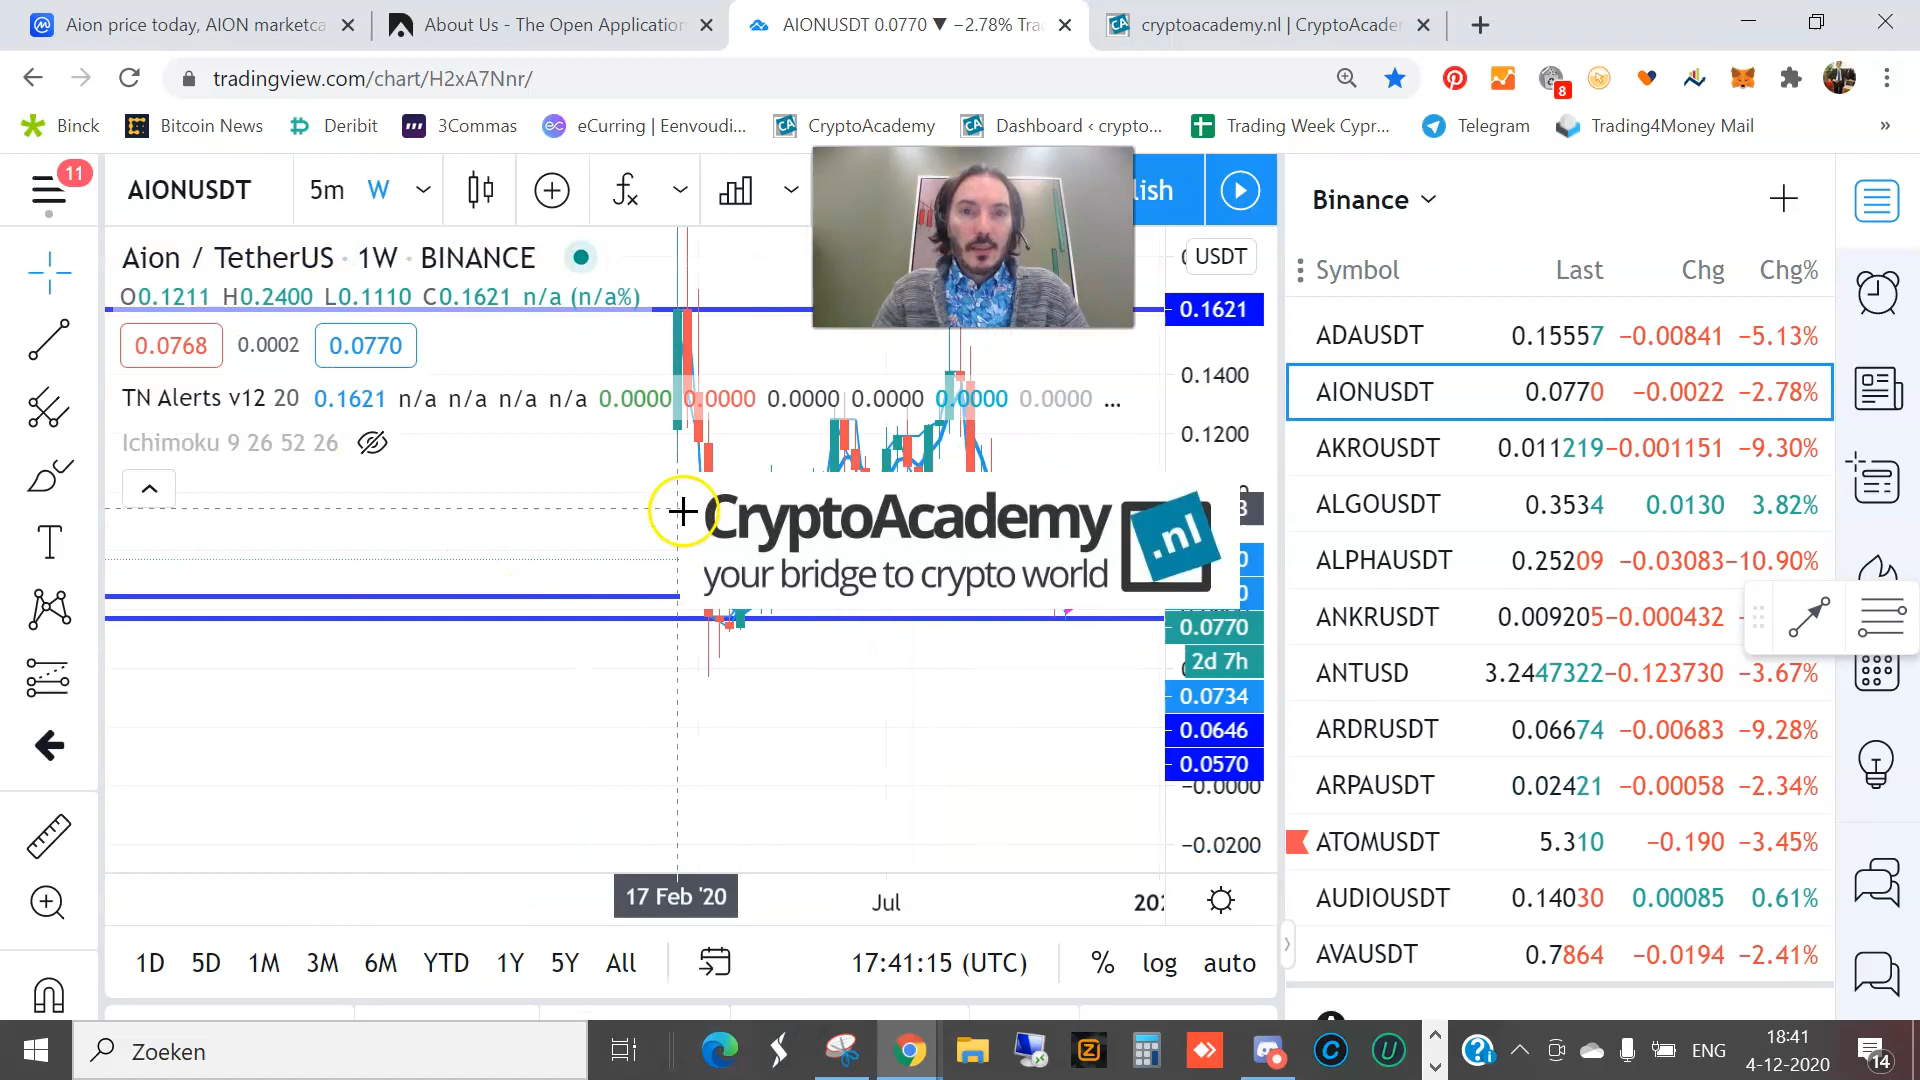 Aion price today, AION marketca
About Us - The Open Application
AIONUSDT 0.0770 ▼ −2.78% Tra
cryptoacademy.nl | CryptoAcade
tradingview.com/chart/H2xA7Nnr/
8
Binck
Bitcoin News
Deribit
3Commas
eCurring | Eenvoudi...
CryptoAcademy
Dashboard ‹ crypto...
Trading Week Cypr...
Telegram
Trading4Money Mail
»
11
AIONUSDT
5m
W
lish
Binance
Aion / TetherUS · 1W · BINANCE
USDT
O0.1211 H0.2400 L0.1110 C0.1621 n/a (n/a%)
0.1621
0.0768
0.0002
0.0770
TN Alerts v12 20 0.1621 n/a n/a n/a n/a 0.0000 0.0000 0.0000 0.0000 0.0000 0.0000 ...
Ichimoku 9 26 52 26
0.1400
0.1200
CryptoAcademy .nl
your bridge to crypto world
0.0770
2d 7h
0.0734
0.0646
0.0570
−0.0000
−0.0200
17 Feb '20
Jul
202
1D 5D 1M 3M 6M YTD 1Y 5Y All
17:41:15 (UTC)
% log auto
Symbol Last Chg Chg%
ADAUSDT 0.15557 −0.00841 −5.13%
AIONUSDT 0.0770 −0.0022 −2.78%
AKROUSDT 0.011219 −0.001151 −9.30%
ALGOUSDT 0.3534 0.0130 3.82%
ALPHAUSDT 0.25209 −0.03083 −10.90%
ANKRUSDT 0.009205 −0.000432
ANTUSD 3.2447322 −0.123730 −3.67%
ARDRUSDT 0.06674 −0.00683 −9.28%
ARPAUSDT 0.02421 −0.00058 −2.34%
ATOMUSDT 5.310 −0.190 −3.45%
AUDIOUSDT 0.14030 0.00085 0.61%
AVAUSDT 0.7864 −0.0194 −2.41%
Zoeken
ENG
18:41
4-12-2020
14